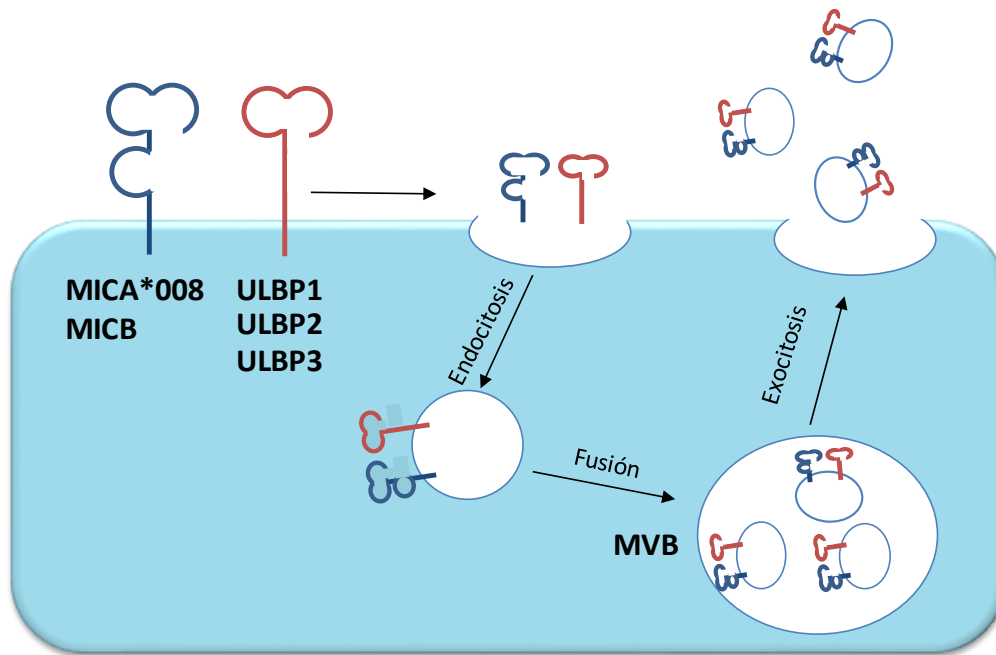 MICA*008
MICB
ULBP1
ULBP2
ULBP3
Endocitosis
Fusión
MVB
Exocitosis